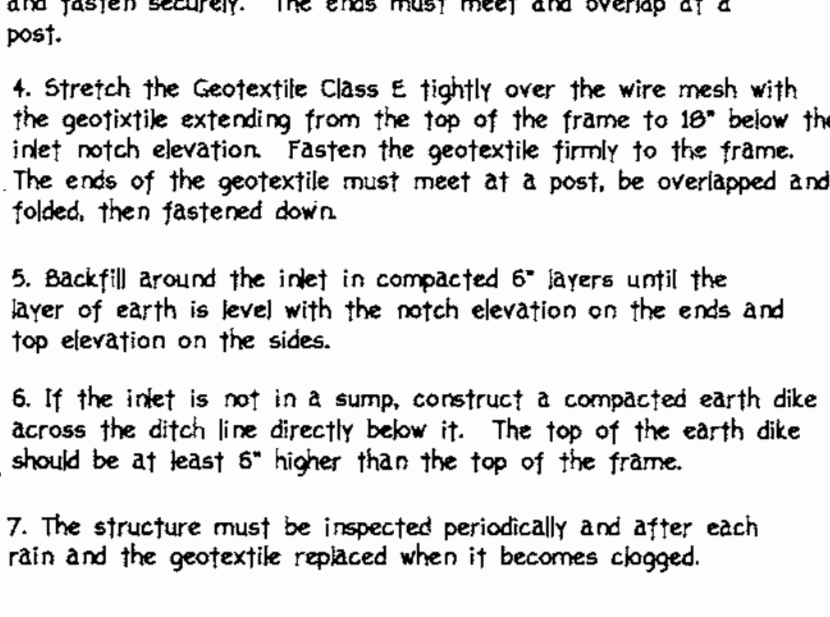 and fasten securely. The ends must meet and overlap at a
post.
4. Stretch the Geotextile Class E tightly over the wire mesh with
the geotixtile extending from the top of the frame to 18" below the
inlet notch elevation. Fasten the geotextile firmly to the frame.
The ends of the geotextile must meet at a post, be overlapped and
folded, then fastened down.
5. Backfill around the inlet in compacted 6" layers until the
layer of earth is level with the notch elevation on the ends and
top elevation on the sides.
6. If the inlet is not in a sump, construct a compacted earth dike
across the ditch line directly below it. The top of the earth dike
should be at least 6" higher than the top of the frame.
7. The structure must be inspected periodically and after each
rain and the geotextile replaced when it becomes clogged.